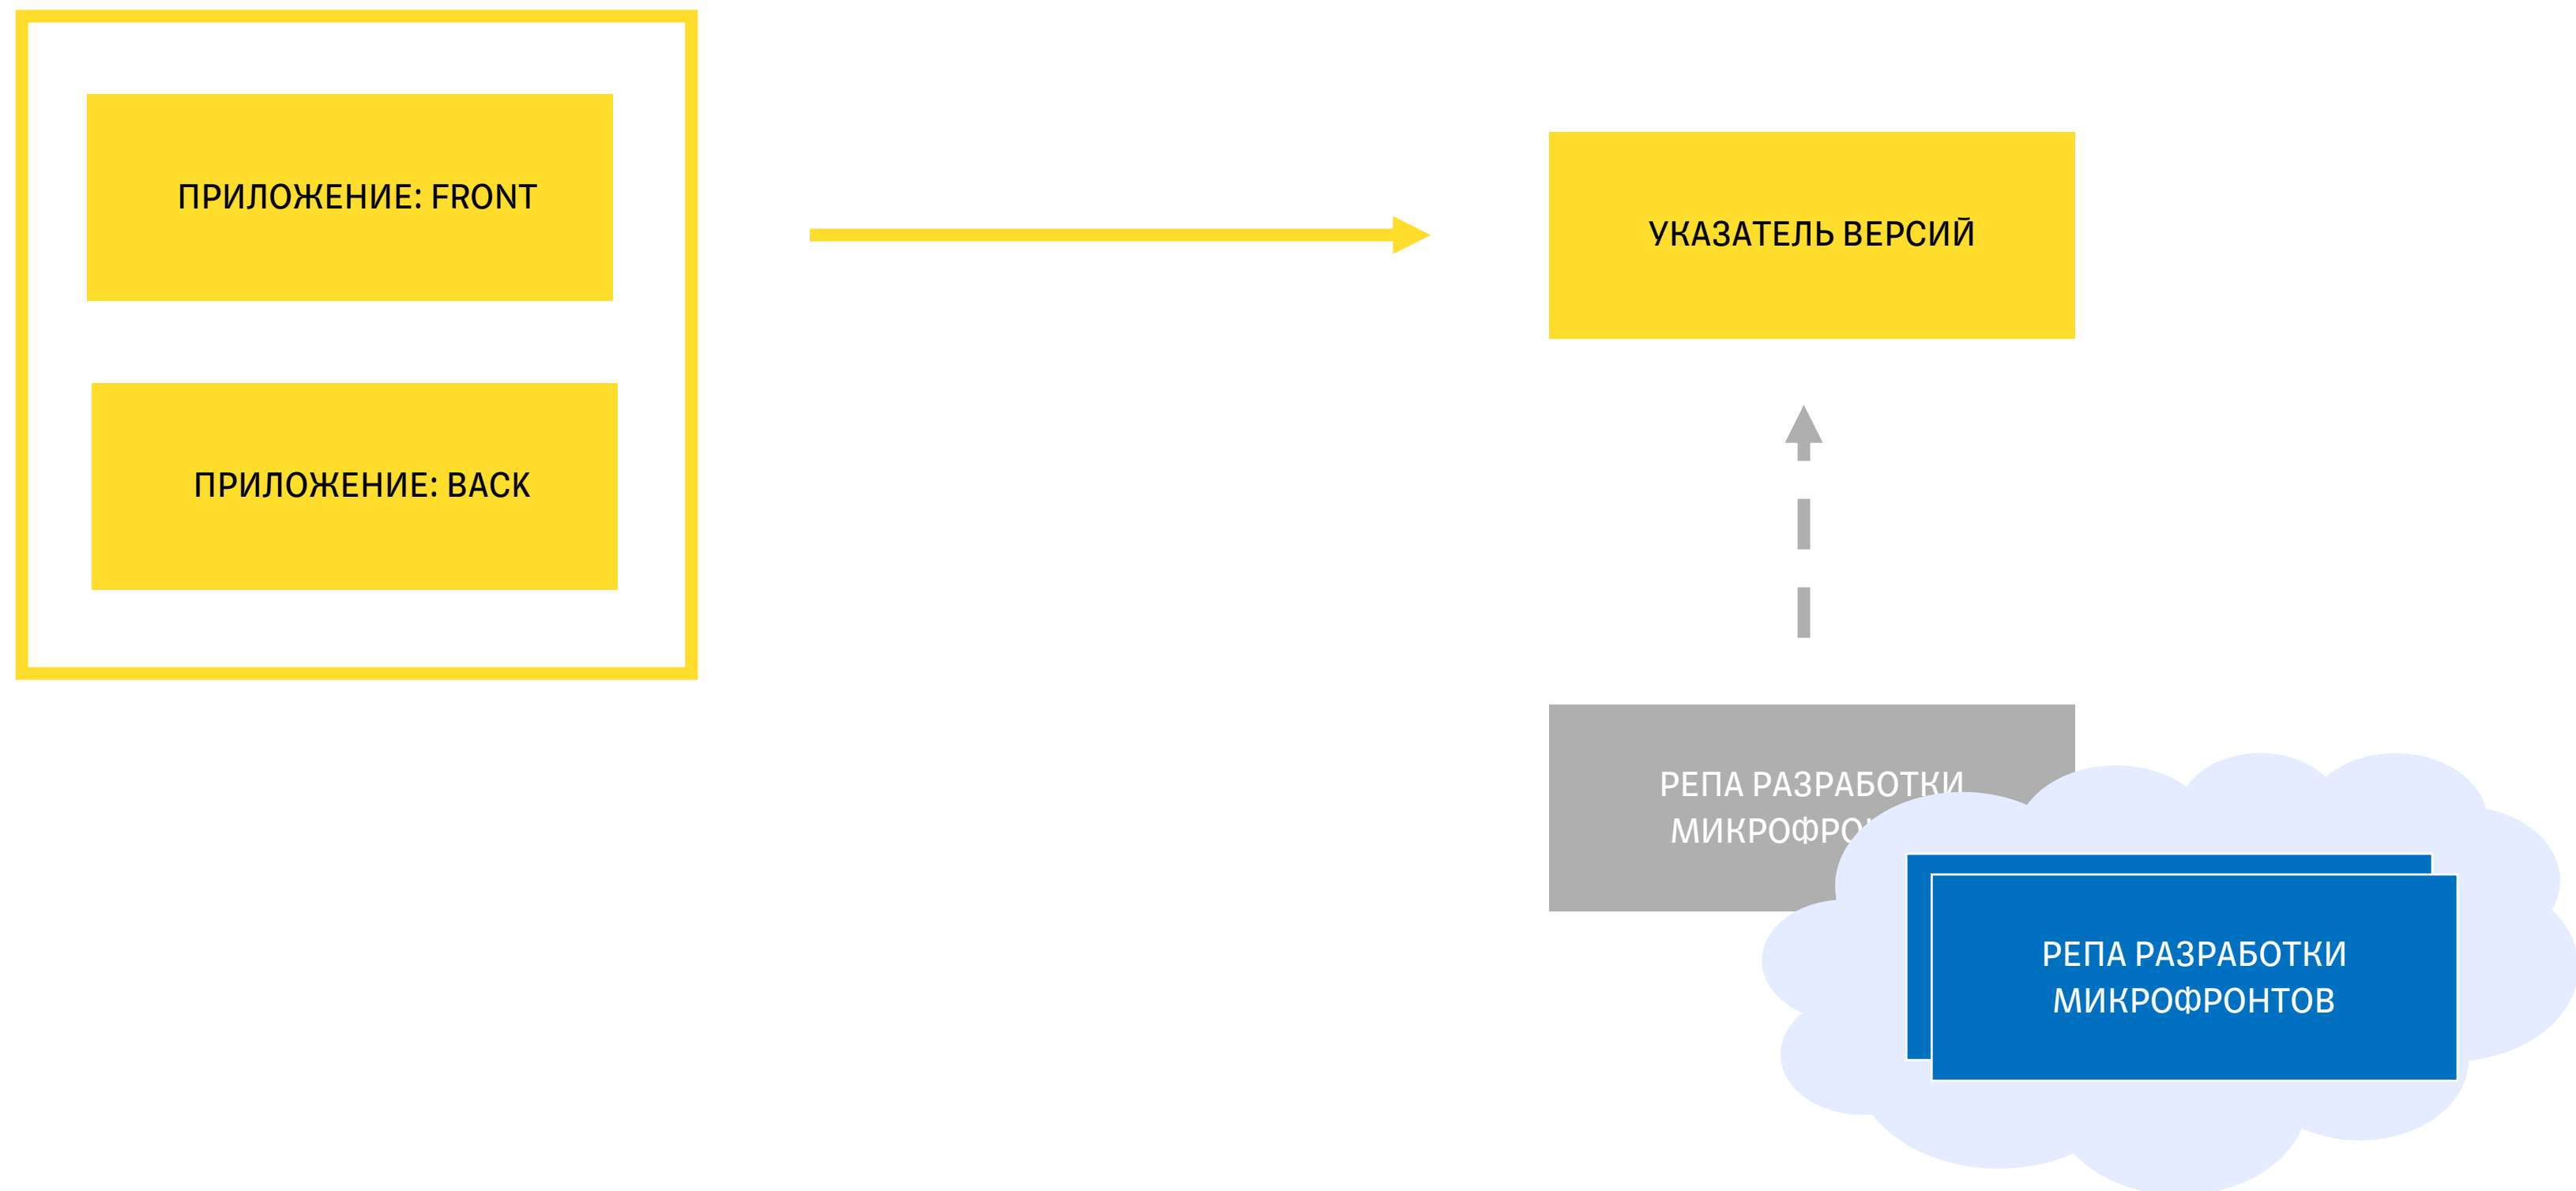 ПРИЛОЖЕНИЕ: FRONT
УКАЗАТЕЛЬ ВЕРСИЙ
ПРИЛОЖЕНИЕ: BACK
РЕПА РАЗРАБОТКИ
РЕПА РАЗРАБОТКИ
МИКРОФРОНТОВ